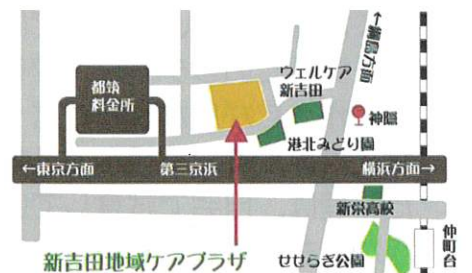 ←綱島方面
ウェルケア
新吉田
都筑
料金所
神隠
港北みどり園
←東京方面
第三京浜
横浜方面→
新栄高校
仲町台
新吉田地域ケアプラザ
せせらぎ公園